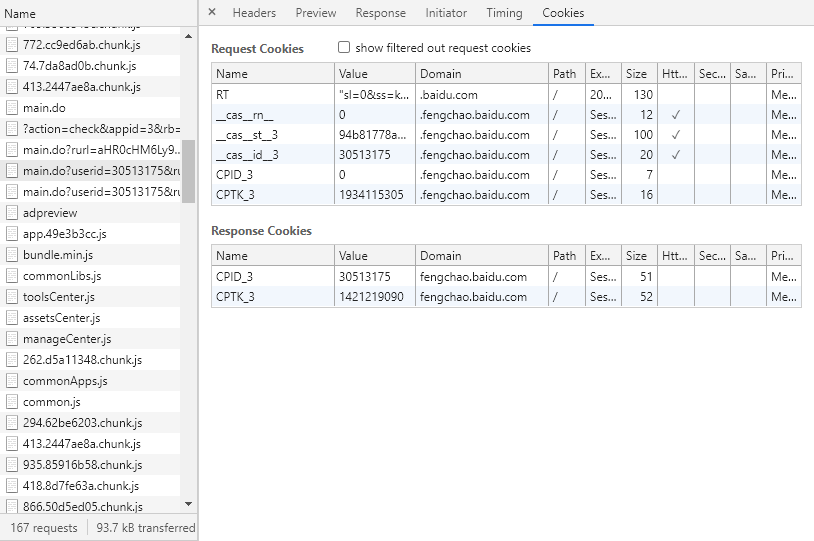 Name
772.cc9ed6ab.chunk.js
74.7da8ad0b.chunk.js
413.2447ae8a.chunk.js
main.do
?action=check&appid=3&rb=
main.do?rurl=aHR0cHM6Ly9...
main.do?userid=30513175&ru
main.do?userid=30513175&ru
adpreview
app.49e3b3cc.js
bundle.min.js
commonLibs.js
toolsCenter.js
assetsCenter.js
manageCenter.js
262.d5a11348.chunk.js
commonApps.js
common.js
294.62be6203.chunk.js
413.2447ae8a.chunk.js
935.85916b58.chunk.js
418.8d7fe63a.chunk.js
866.50d5ed05.chunk.js
167 requests 93.7 kB transferred
× Headers Preview Response Initiator Timing Cookies
Request Cookies show filtered out request cookies
Name Value Domain Path Ex... Size Htt... Sec... Sa... Pri...
RT "sl=0&ss=k... .baidu.com / 20... 130 Me...
__cas__rn__ 0 .fengchao.baidu.com / Ses... 12 ✓ Me...
__cas__st__3 94b81778a... .fengchao.baidu.com / Ses... 100 ✓ Me...
__cas__id__3 30513175 .fengchao.baidu.com / Ses... 20 ✓ Me...
CPID_3 0 .fengchao.baidu.com / Ses... 7 Me...
CPTK_3 1934115305 .fengchao.baidu.com / Ses... 16 Me...
Response Cookies
Name Value Domain Path Ex... Size Htt... Sec... Sa... Pri...
CPID_3 30513175 fengchao.baidu.com / Ses... 51 Me...
CPTK_3 1421219090 fengchao.baidu.com / Ses... 52 Me...